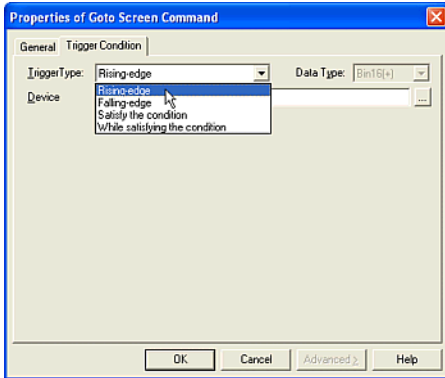 Properties of Goto Screen Command
General Trigger Condition
TriggerType: Rising-edge Data Type: Bin16(+)
Device Rising-edge ...
Falling-edge
Satisfy the condition
While satisfying the condition
OK Cancel Advanced >> Help